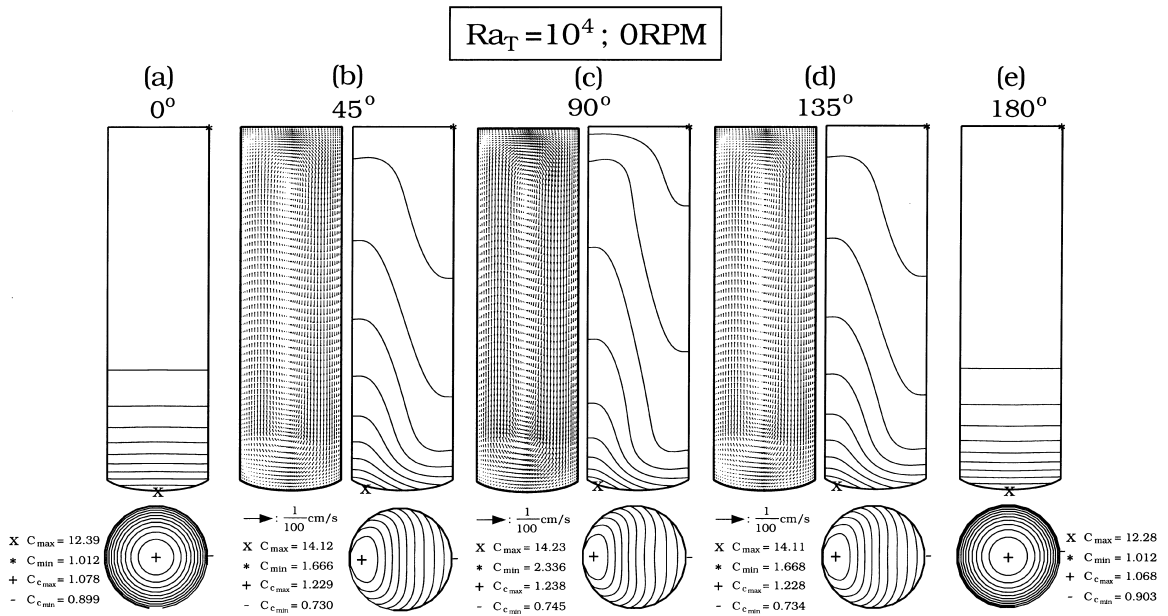 Ra_T=10^4; 0RPM
(a)
0°
(b)
45°
(c)
90°
(d)
135°
(e)
180°
x
x
x
x
x
x C_max=12.39
* C_min=1.012
+ C_c_max=1.078
- C_c_min=0.899
: 1/100 cm/s
x C_max=14.12
* C_min=1.666
+ C_c_max=1.229
- C_c_min=0.730
: 1/100 cm/s
x C_max=14.23
* C_min=2.336
+ C_c_max=1.238
- C_c_min=0.745
: 1/100 cm/s
x C_max=14.11
* C_min=1.668
+ C_c_max=1.228
- C_c_min=0.734
x C_max=12.28
* C_min=1.012
+ C_c_max=1.068
- C_c_min=0.903